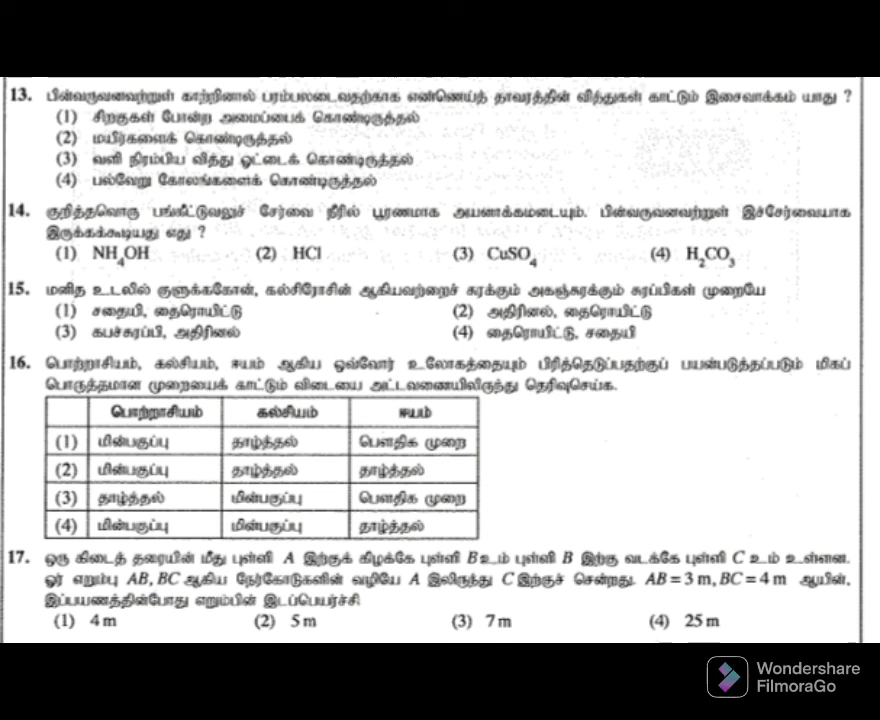 13. பின்வருவனவற்றுள் காற்றினால் பரம்பலடைவதற்காக எண்ணெய்த் தாவரத்தின் வித்துகள் காட்டும் இசைவாக்கம் யாது ?
(1) சிறகுகள் போன்ற அமைப்பைக் கொண்டிருத்தல்
(2) மயிர்களைக் கொண்டிருத்தல்
(3) வளி நிரம்பிய வித்து ஓட்டைக் கொண்டிருத்தல்
(4) பல்வேறு கோலங்களைக் கொண்டிருத்தல்
14. குறித்தவொரு பங்கீட்டுவலுச் சேர்வை நீரில் பூரணமாக அயனாக்கமடையும். பின்வருவனவற்றுள் இச்சேர்வையாக
இருக்கக்கூடியது எது ?
(1) NH₄OH (2) HCl (3) CuSO₄ (4) H₂CO₃
15. மனித உடலில் குளுக்ககோன், கல்சிரோசின் ஆகியவற்றைச் சுரக்கும் அகஞ்சுரக்கும் சுரப்பிகள் முறையே
(1) சதையி, தைரொயிட்டு (2) அதிரினல், தைரொயிட்டு
(3) கபச்சுரப்பி, அதிரினல் (4) தைரொயிட்டு, சதையி
16. பொற்றாசியம், கல்சியம், ஈயம் ஆகிய ஒவ்வோர் உலோகத்தையும் பிரித்தெடுப்பதற்குப் பயன்படுத்தப்படும் மிகப்
பொருத்தமான முறையைக் காட்டும் விடையை அட்டவணையிலிருந்து தெரிவுசெய்க.
பொற்றாசியம் கல்சியம் ஈயம்
(1) மின்பகுப்பு தாழ்த்தல் பௌதிக முறை
(2) மின்பகுப்பு தாழ்த்தல் தாழ்த்தல்
(3) தாழ்த்தல் மின்பகுப்பு பௌதிக முறை
(4) மின்பகுப்பு மின்பகுப்பு தாழ்த்தல்
17. ஒரு கிடைத் தரையின் மீது புள்ளி A இற்குக் கிழக்கே புள்ளி B உம் புள்ளி B இற்கு வடக்கே புள்ளி C உம் உள்ளன.
ஓர் எறும்பு AB, BC ஆகிய நேர்கோடுகளின் வழியே A இலிருந்து C இற்குச் சென்றது. AB = 3 m, BC = 4 m ஆயின்,
இப்பயணத்தின்போது எறும்பின் இடப்பெயர்ச்சி
(1) 4 m (2) 5 m (3) 7 m (4) 25 m
Wondershare
FilmoraGo